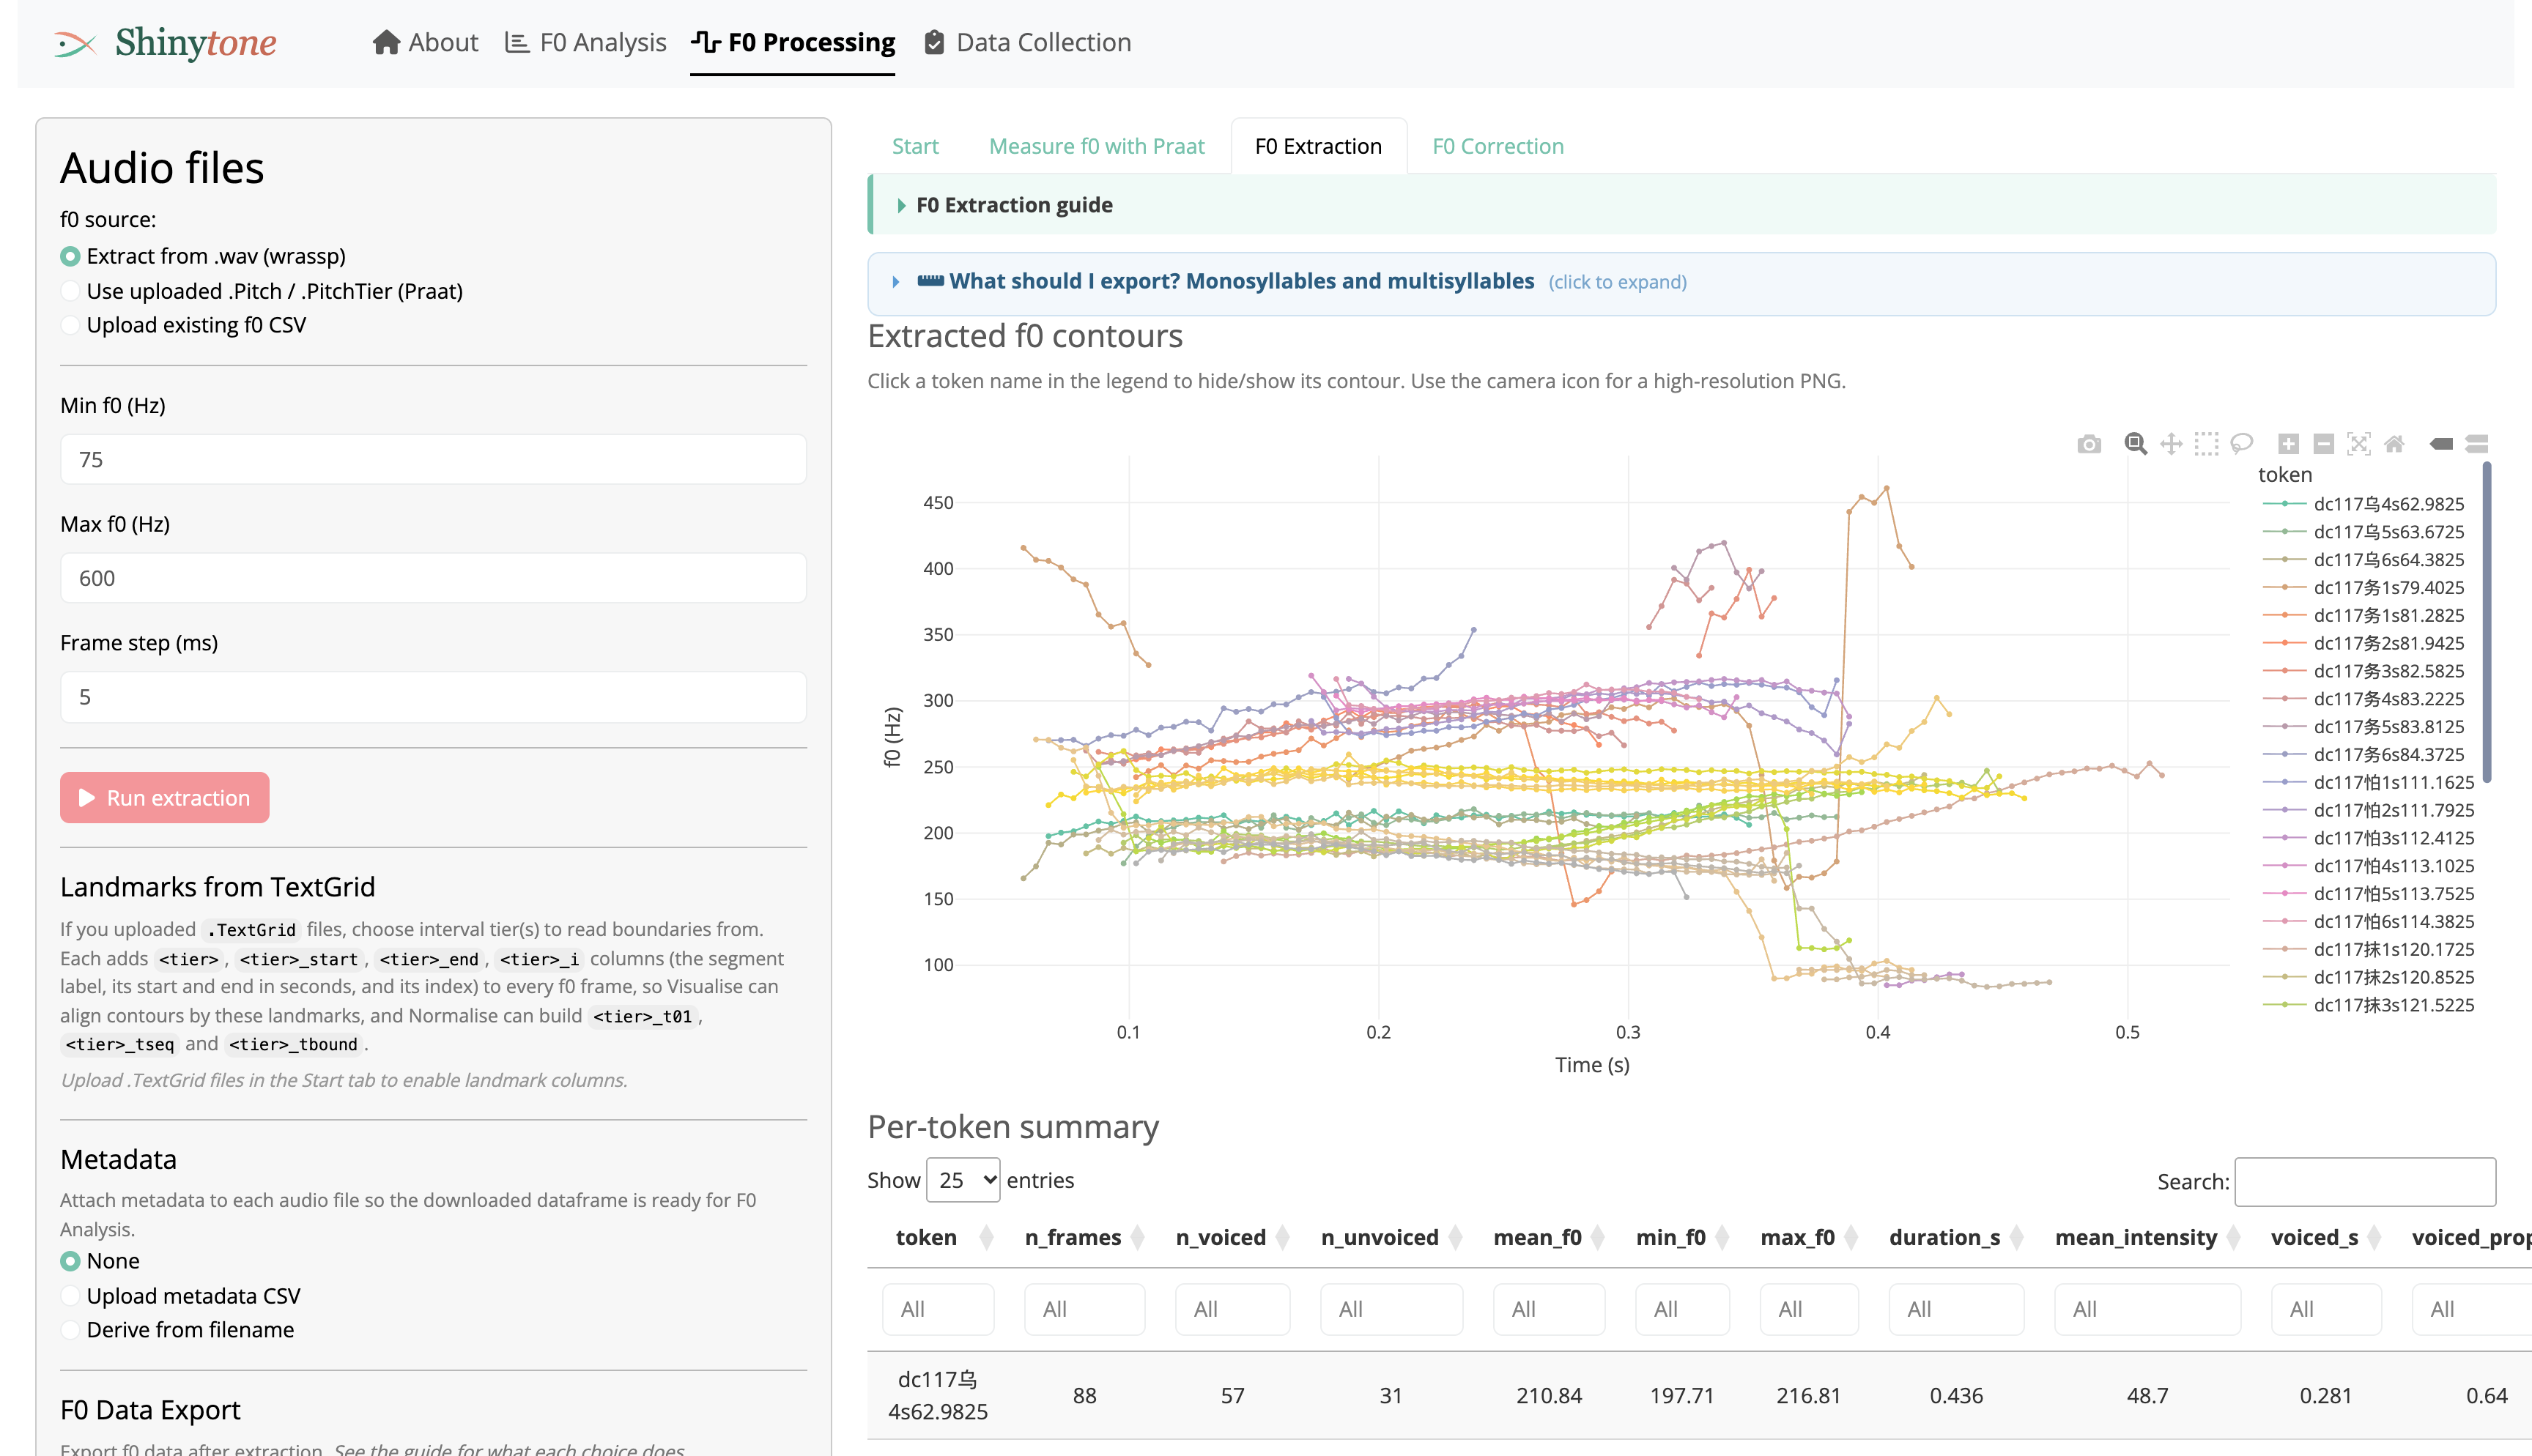 Shinytone
About
F0 Analysis
F0 Processing
Data Collection
Audio files
f0 source:
Extract from .wav (wrassp)
Use uploaded .Pitch / .PitchTier (Praat)
Upload existing f0 CSV
Min f0 (Hz)
75
Max f0 (Hz)
600
Frame step (ms)
5
Run extraction
Landmarks from TextGrid
If you uploaded .TextGrid files, choose interval tier(s) to read boundaries from.
Each adds <tier>, <tier>_start, <tier>_end, <tier>_i columns (the segment
label, its start and end in seconds, and its index) to every f0 frame, so Visualise can
align contours by these landmarks, and Normalise can build <tier>_t01,
<tier>_tseq and <tier>_tbound.
Upload .TextGrid files in the Start tab to enable landmark columns.
Metadata
Attach metadata to each audio file so the downloaded dataframe is ready for F0
Analysis.
None
Upload metadata CSV
Derive from filename
F0 Data Export
Export f0 data after extraction. See the guide for what each choice does.
Start
Measure f0 with Praat
F0 Extraction
F0 Correction
F0 Extraction guide
What should I export? Monosyllables and multisyllables (click to expand)
Extracted f0 contours
Click a token name in the legend to hide/show its contour. Use the camera icon for a high-resolution PNG.
f0 (Hz)
450
400
350
300
250
200
150
100
0.1
0.2
0.3
0.4
0.5
Time (s)
token
dc117乌4s62.9825
dc117乌5s63.6725
dc117乌6s64.3825
dc117务1s79.4025
dc117务1s81.2825
dc117务2s81.9425
dc117务3s82.5825
dc117务4s83.2225
dc117务5s83.8125
dc117务6s84.3725
dc117怕1s111.1625
dc117怕2s111.7925
dc117怕3s112.4125
dc117怕4s113.1025
dc117怕5s113.7525
dc117怕6s114.3825
dc117抹1s120.1725
dc117抹2s120.8525
dc117抹3s121.5225
Per-token summary
Show 25 entries
Search:
token n_frames n_voiced n_unvoiced mean_f0 min_f0 max_f0 duration_s mean_intensity voiced_s voiced_prop
All All All All All All All All All All All
dc117乌
4s62.9825 88 57 31 210.84 197.71 216.81 0.436 48.7 0.281 0.64